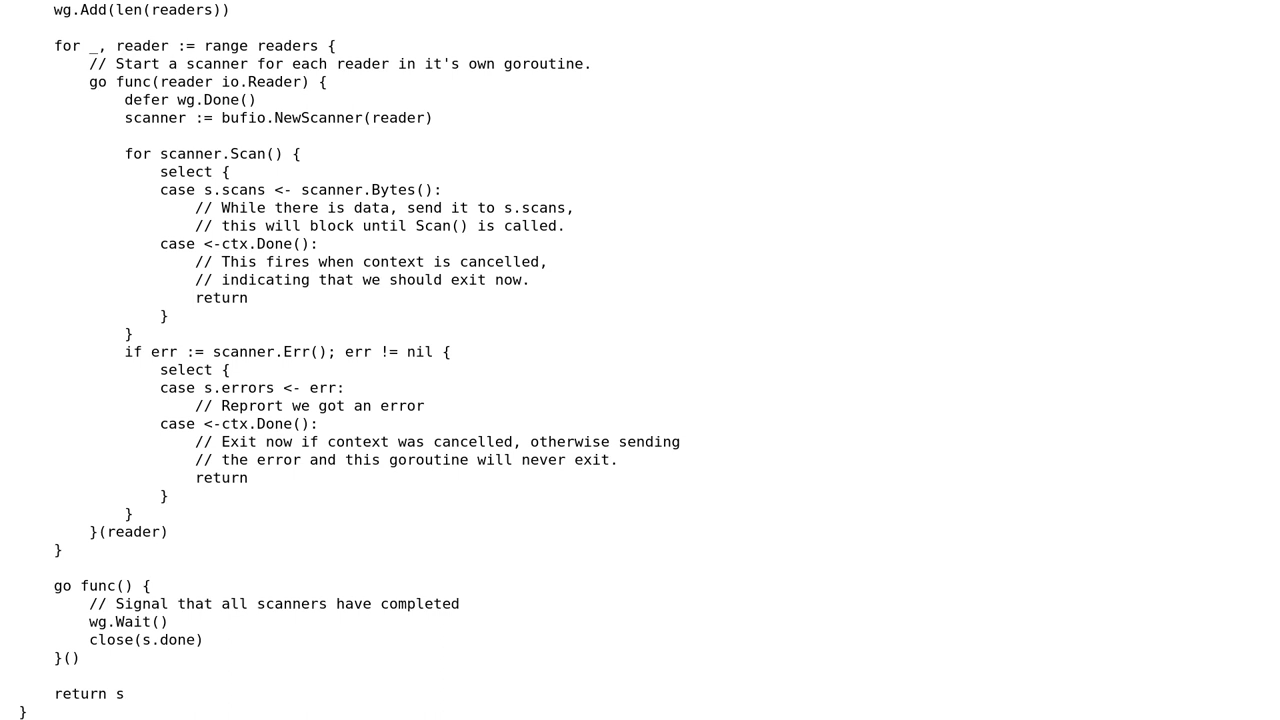 wg.Add(len(readers))
for _, reader := range readers {
// Start a scanner for each reader in it's own goroutine.
go func(reader io.Reader) {
defer wg.Done()
scanner := bufio.NewScanner(reader)
for scanner.Scan() {
select {
case s.scans <- scanner.Bytes():
// While there is data, send it to s.scans,
// this will block until Scan() is called.
case <-ctx.Done():
// This fires when context is cancelled,
// indicating that we should exit now.
return
}
}
if err := scanner.Err(); err != nil {
select {
case s.errors <- err:
// Reprort we got an error
case <-ctx.Done():
// Exit now if context was cancelled, otherwise sending
// the error and this goroutine will never exit.
return
}
}
}(reader)
}
go func() {
// Signal that all scanners have completed
wg.Wait()
close(s.done)
}()
return s
}